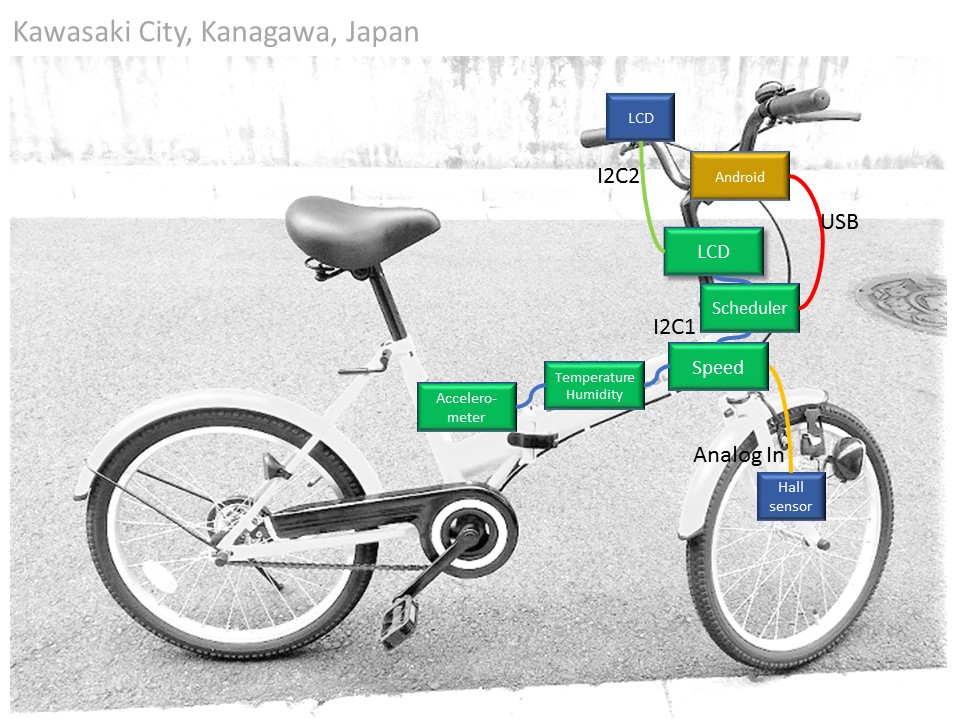 Kawasaki City, Kanagawa, Japan
LCD
I2C2
Android
USB
LCD
Scheduler
I2C1
Speed
Temperature
Humidity
Accelero-
meter
Analog In
Hall
sensor